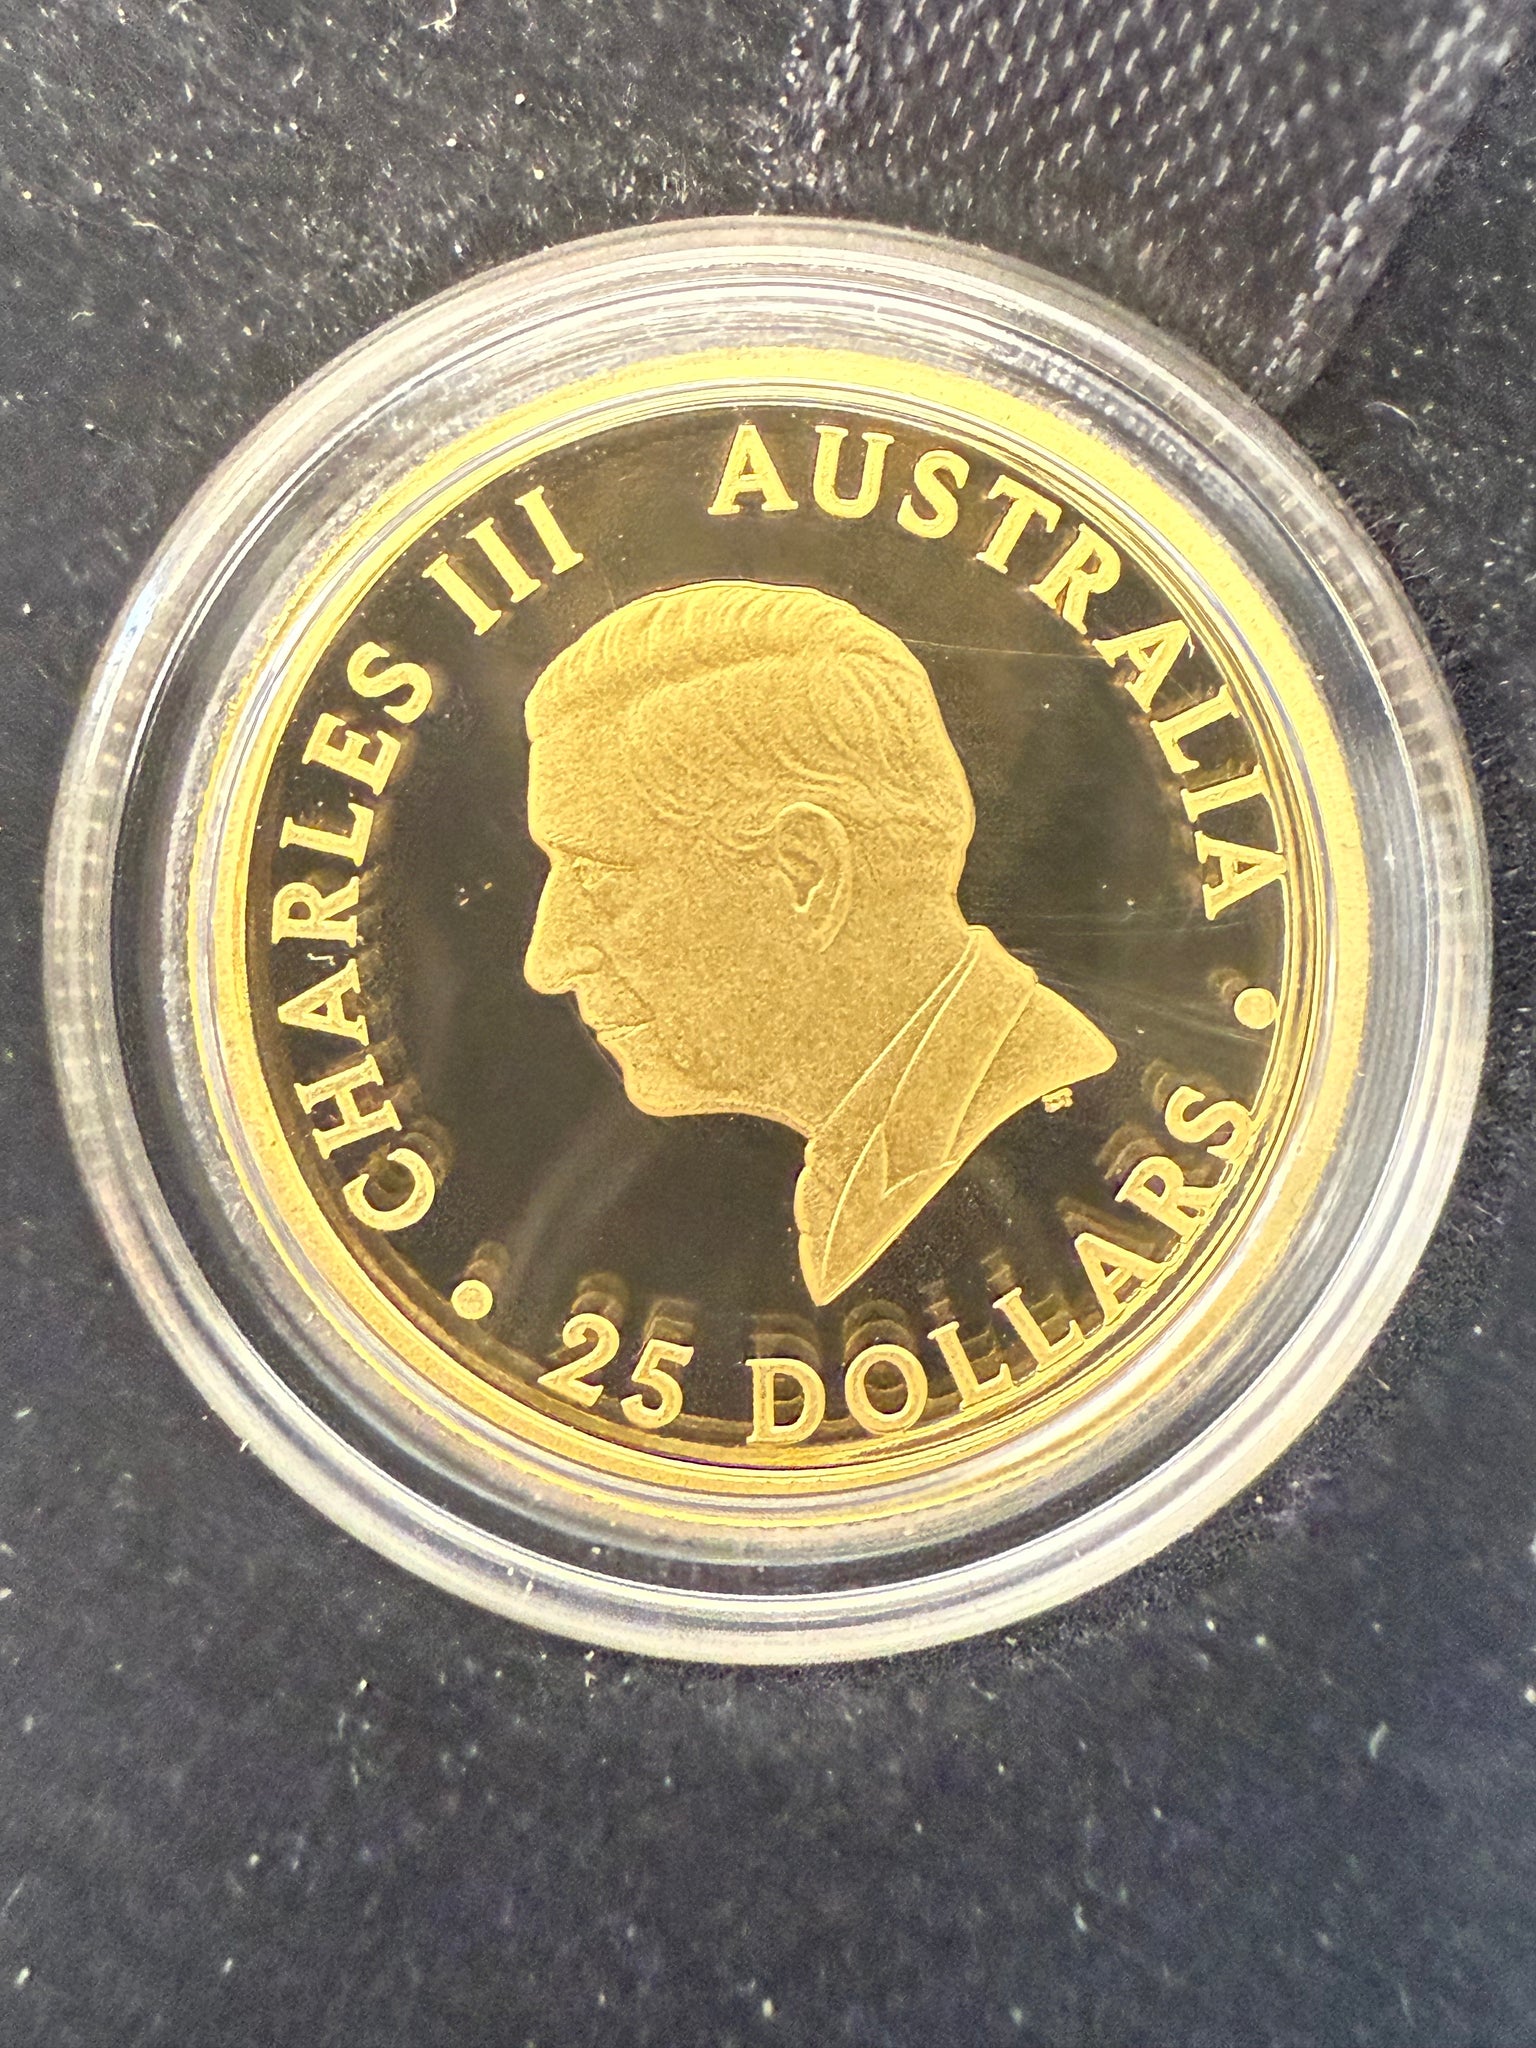 CHARLES III AUSTRALIA
• 25 DOLLARS •